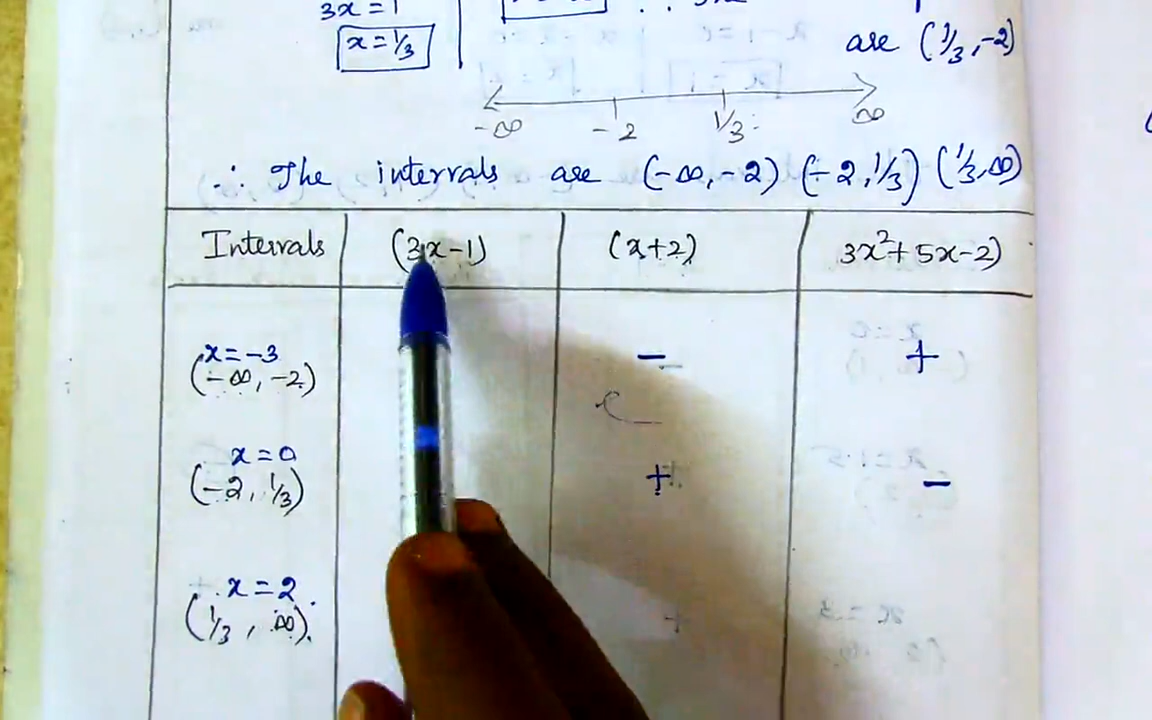 3x = 1
x = 1/3
are (1/3, -2)
-∞ -2 1/3 ∞
∴ The intervals are (-∞, -2) (-2, 1/3) (1/3, ∞)
Intervals (3x-1) (x+2) 3x²+5x-2)
x = -3
(-∞, -2) - +
x = 0
(-2, 1/3) + -
x = 2
(1/3, ∞) +